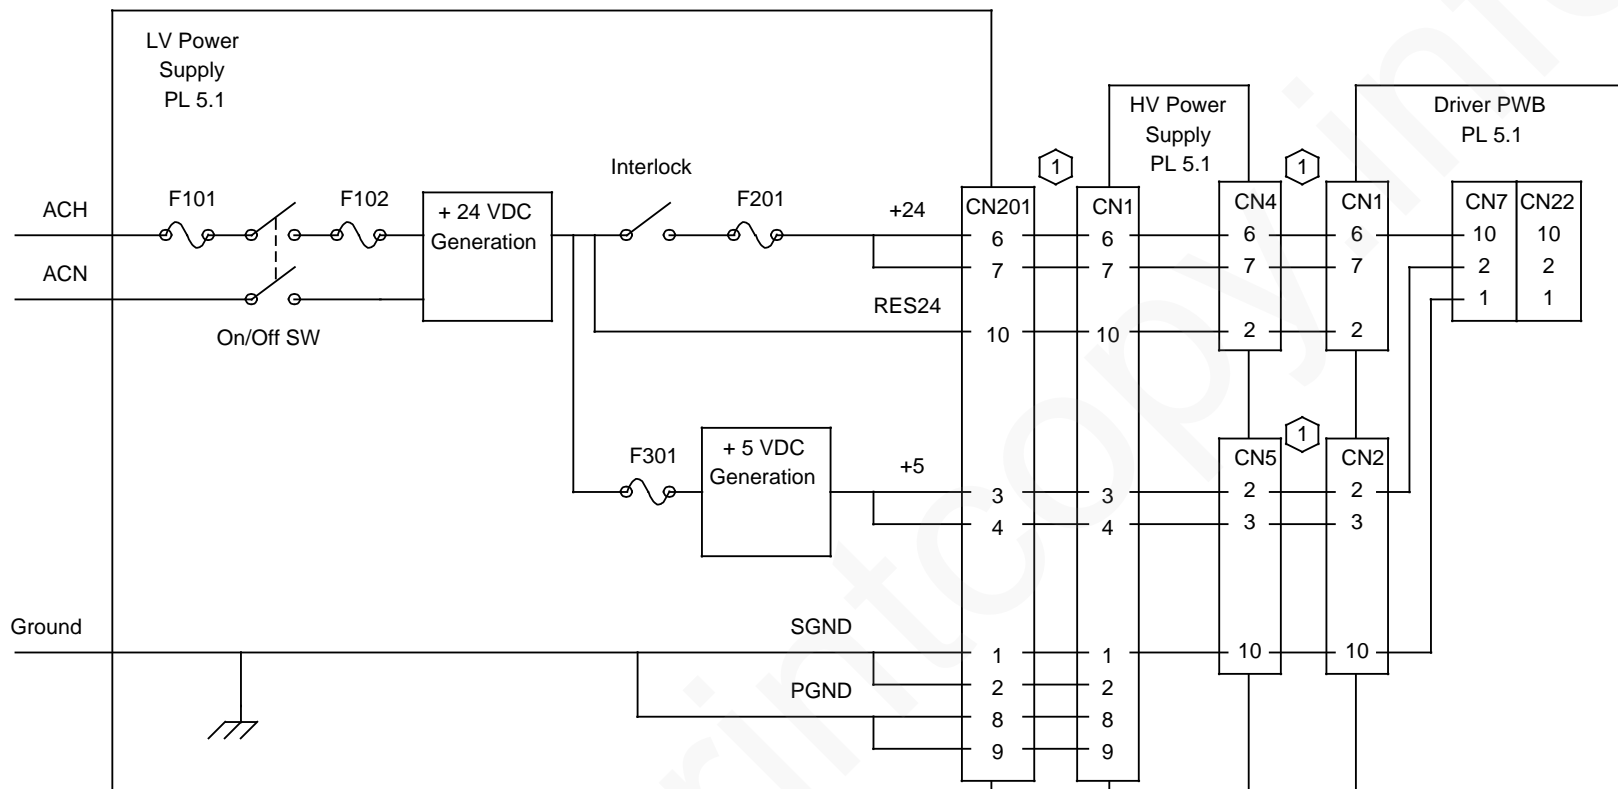 LV Power
Supply
PL 5.1
HV Power
Supply
PL 5.1
Driver PWB
PL 5.1
Interlock
1
1
ACH
F101
F102
+ 24 VDC
Generation
F201
+24
CN201
CN1
CN4
CN1
CN7
CN22
6
6
6
6
10
10
7
7
7
7
2
2
ACN
1
1
On/Off SW
RES24
10
10
2
2
1
F301
+ 5 VDC
Generation
+5
CN5
CN2
3
3
2
2
4
4
3
3
Ground
SGND
1
1
10
10
2
2
PGND
8
8
9
9
printcopy.info